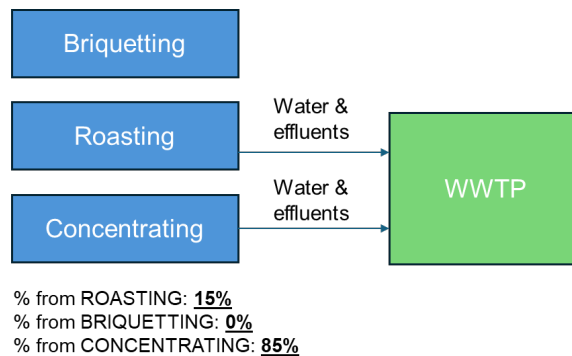 Briquetting
Roasting
Water &
effluents
WWTP
Water &
effluents
Concentrating
% from ROASTING: 15%
% from BRIQUETTING: 0%
% from CONCENTRATING: 85%